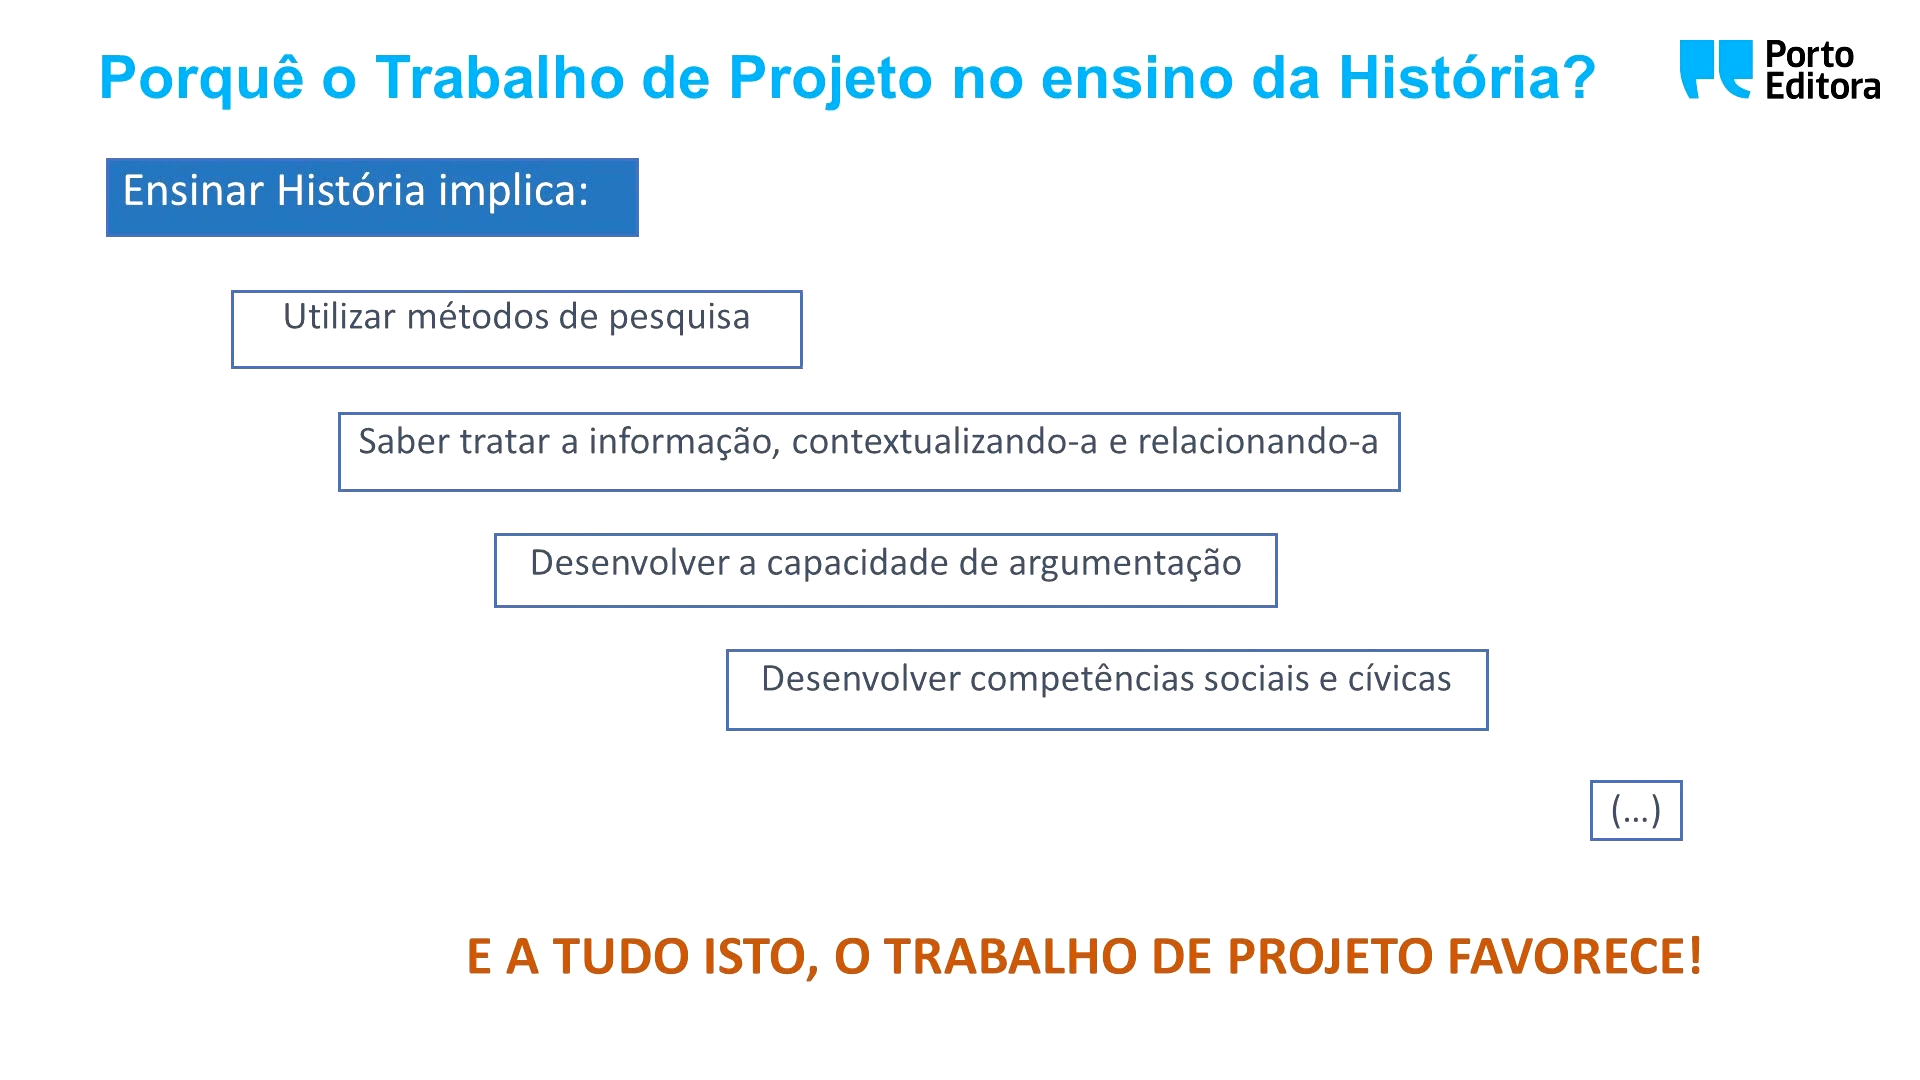 Porquê o Trabalho de Projeto no ensino da História?
Porto
Editora
Ensinar História implica:
Utilizar métodos de pesquisa
Saber tratar a informação, contextualizando-a e relacionando-a
Desenvolver a capacidade de argumentação
Desenvolver competências sociais e cívicas
(...)
E A TUDO ISTO, O TRABALHO DE PROJETO FAVORECE!